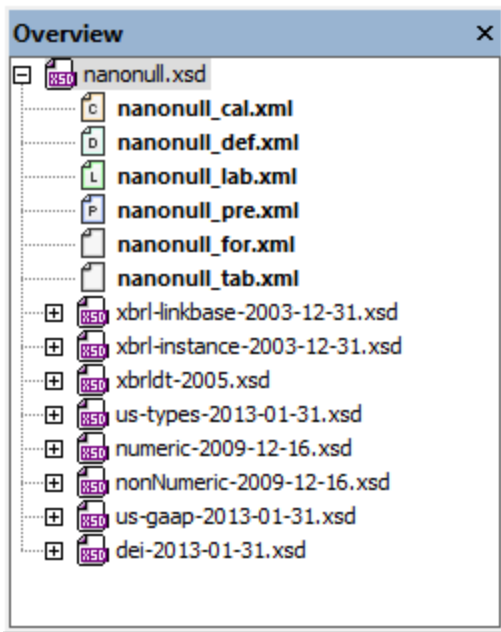 Overview
nanonull.xsd
nanonull_cal.xml
nanonull_def.xml
nanonull_lab.xml
nanonull_pre.xml
nanonull_for.xml
nanonull_tab.xml
xbrl-linkbase-2003-12-31.xsd
xbrl-instance-2003-12-31.xsd
xbrldt-2005.xsd
us-types-2013-01-31.xsd
numeric-2009-12-16.xsd
nonNumeric-2009-12-16.xsd
us-gaap-2013-01-31.xsd
dei-2013-01-31.xsd